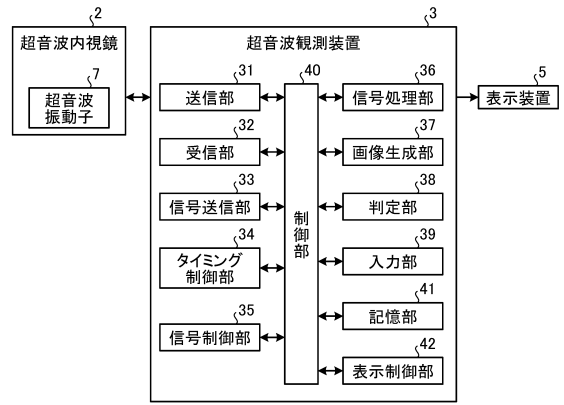 2
超音波内視鏡
7
超音波
振動子
3
超音波観測装置
31
送信部
32
受信部
33
信号送信部
34
タイミング
制御部
35
信号制御部
40
制御部
36
信号処理部
37
画像生成部
38
判定部
39
入力部
41
記憶部
42
表示制御部
5
表示装置